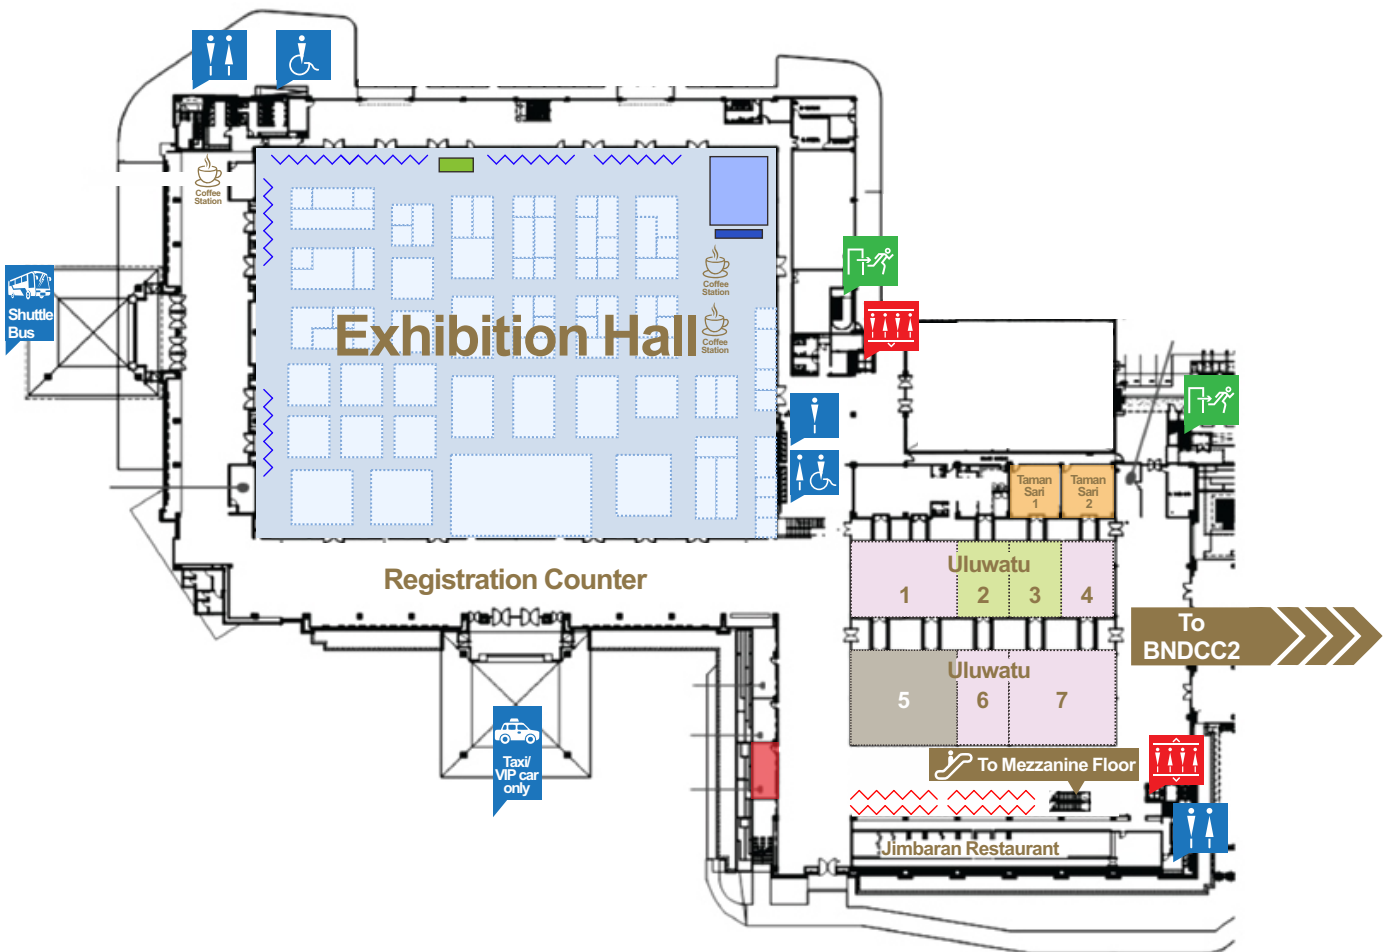 Coffee
Station
Shuttle
Bus
Coffee
Station
Exhibition Hall
Coffee
Station
Taman
Sari
1
Taman
Sari
2
Uluwatu
1
2
3
4
Registration Counter
To
BNDCC2
Uluwatu
5
6
7
Taxi/
VIP car
only
To Mezzanine Floor
Jimbaran Restaurant